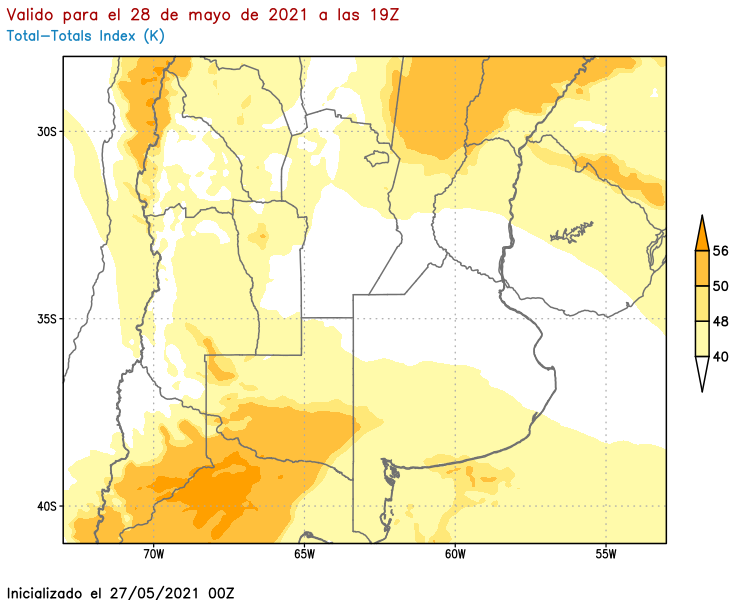 Valido para el 28 de mayo de 2021 a las 19Z
Total-Totals Index (K)
30S
35S
40S
70W
65W
60W
55W
56
50
48
40
Inicializado el 27/05/2021 00Z